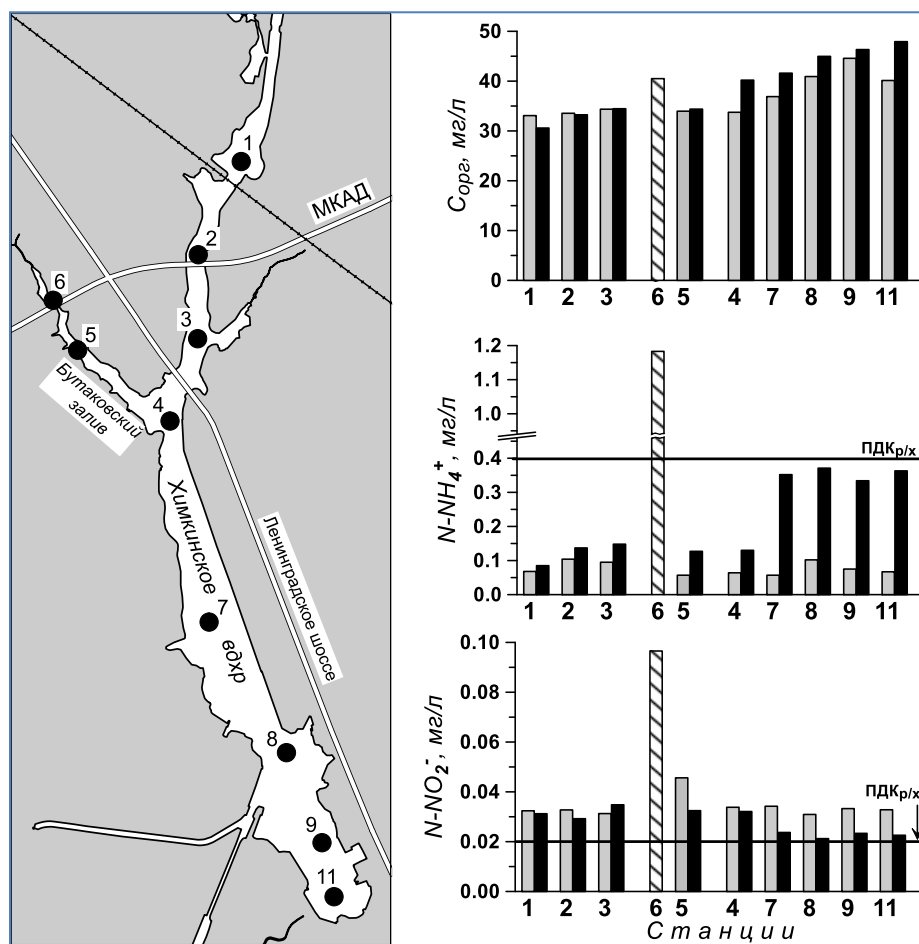 1
МКАД
2
6
3
5
Бутаковский
залив
4
Химкинское
вдхр
Ленинградское шоссе
7
8
9
11
Cорг, мг/л
50
40
30
20
10
0
1 2 3 6 5 4 7 8 9 11
N-NH4+, мг/л
1.2
1.1
1.0
0.4
0.3
0.2
0.1
0.0
ПДКр/х
1 2 3 6 5 4 7 8 9 11
N-NO2-, мг/л
0.10
0.08
0.06
0.04
0.02
0.00
ПДКр/х
1 2 3 6 5 4 7 8 9 11
Станции